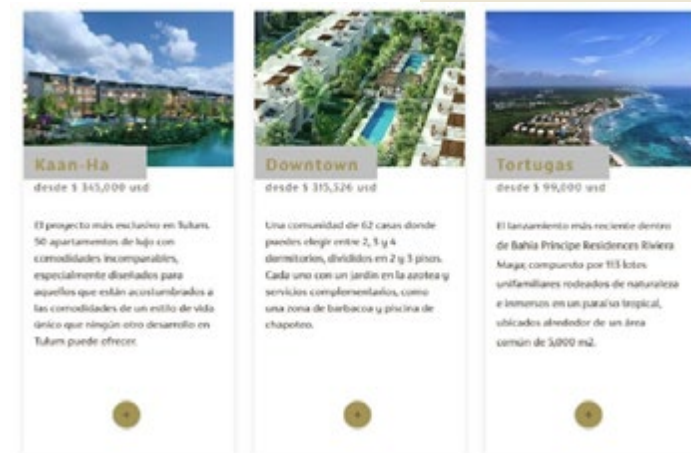 Kaan-Ha
desde $ 345,000 usd
El proyecto más exclusivo en Tulum.
50 apartamentos de lujo con
comodidades incomparables,
especialmente diseñados para
aquellos que están acostumbrados a
las comodidades de un estilo de vida
único que ningún otro desarrollo en
Tulum puede ofrecer.
Downtown
desde $ 315,526 usd
Una comunidad de 62 casas donde
puedes elegir entre 2, 3 y 4
dormitorios, divididos en 2 y 3 pisos.
Cada uno con un jardín en la azotea y
servicios complementarios, como
una zona de barbacoa y piscina de
chapoteo.
Tortugas
desde $ 99,000 usd
El lanzamiento más reciente dentro
de Bahía Príncipe Residences Riviera
Maya; compuesto por 113 lotes
unifamiliares rodeados de naturaleza
e inmersos en un paraíso tropical,
ubicados alrededor de un área
común de 5,000 m2.